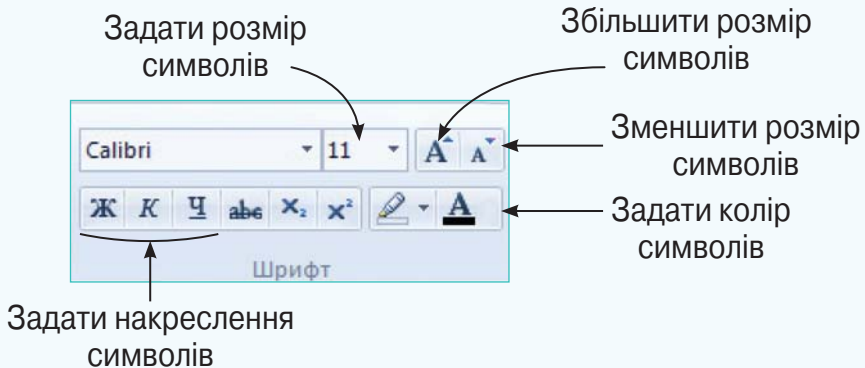 Задати розмір
символів
Збільшити розмір
символів
Calibri 11 A A
Зменшити розмір
символів
Ж К Ч abc X₂ X² A
Задати колір
символів
Шрифт
Задати накреслення
символів